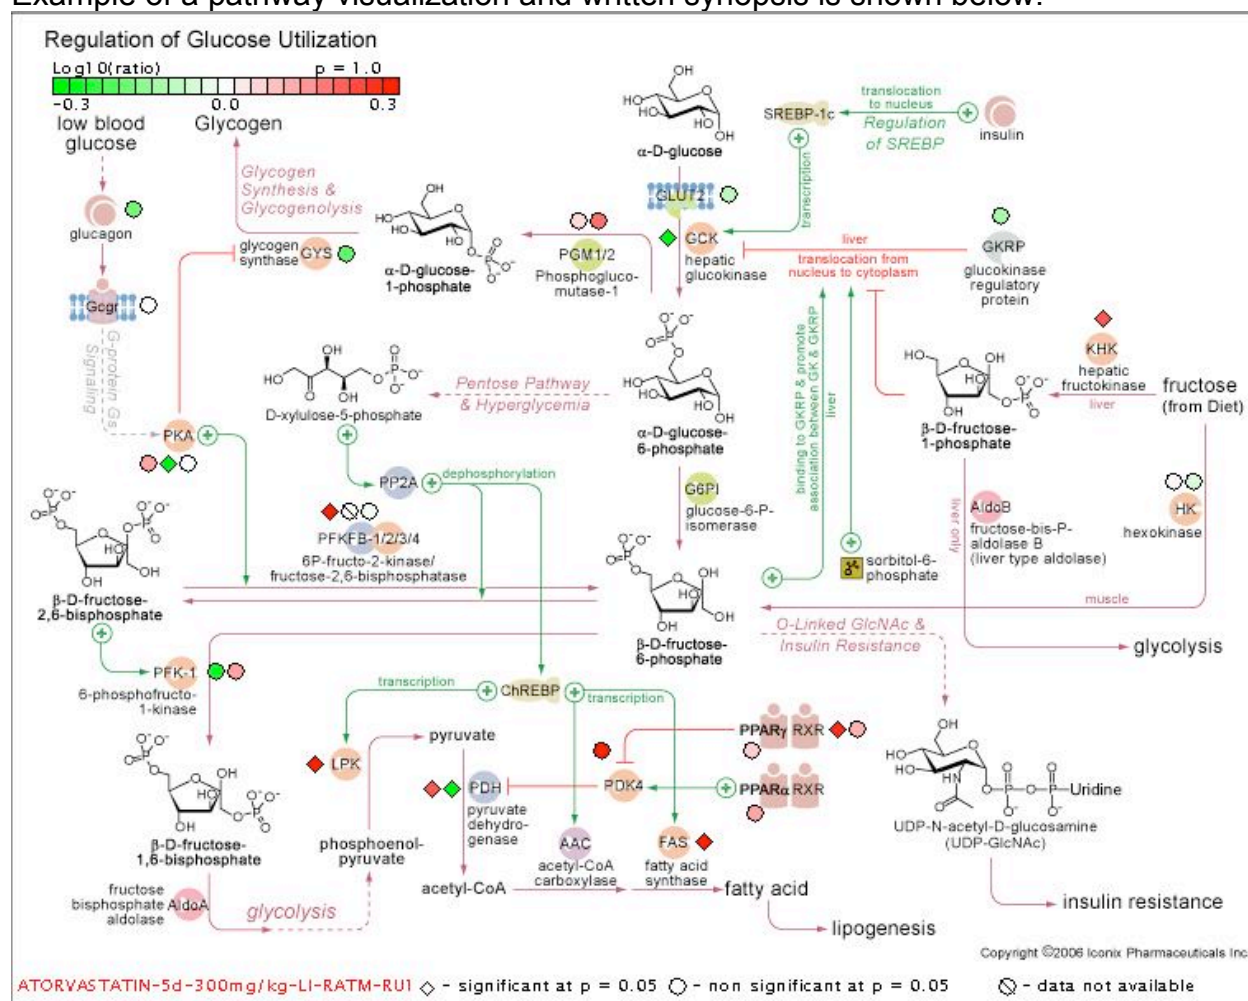 Example of a pathway visualization and written synopsis is shown below:
Regulation of Glucose Utilization
Log10(ratio) p = 1.0
-0.3 0.0 0.3
low blood
glucose
Glycogen
Glycogen
Synthesis &
Glycogenolysis
glucagon
glycogen
synthase
GYS
Gcgr
G-protein Gs
Signaling
PKA
OH
HO
α-D-glucose
GLUT2
GCK
hepatic
glucokinase
SREBP-1c
translocation
to nucleus
Regulation
of SREBP
insulin
transcription
liver
translocation from
nucleus to cytoplasm
GKRP
glucokinase
regulatory
protein
α-D-glucose-
1-phosphate
PGM1/2
Phosphogluco-
mutase-1
D-xylulose-5-phosphate
Pentose Pathway
& Hyperglycemia
α-D-glucose-
6-phosphate
binding to GKRP & promote
association between GK & GKRP
liver
KHK
hepatic
fructokinase
liver
fructose
(from Diet)
β-D-fructose-
1-phosphate
PP2A
dephosphorylation
PFKFB-1/2/3/4
6P-fructo-2-kinase/
fructose-2,6-bisphosphatase
G6PI
glucose-6-P-
isomerase
liver only
AldoB
fructose-bis-P-
aldolase B
(liver type aldolase)
HK
hexokinase
sorbitol-6-
phosphate
muscle
β-D-fructose-
2,6-bisphosphate
β-D-fructose-
6-phosphate
O-Linked GlcNAc &
Insulin Resistance
glycolysis
PFK-1
6-phosphofructo-
1-kinase
transcription
ChREBP
transcription
LPK
pyruvate
PDH
pyruvate
dehydro-
genase
PDK4
PPARγ RXR
PPARα RXR
AAC
acetyl-CoA
carboxylase
FAS
fatty acid
synthase
β-D-fructose-
1,6-bisphosphate
phosphoenol-
pyruvate
acetyl-CoA
fatty acid
lipogenesis
fructose
bisphosphate
aldolase
AldoA
glycolysis
HN
O
Uridine
UDP-N-acetyl-D-glucosamine
(UDP-GlcNAc)
insulin resistance
Copyright ©2006 Iconix Pharmaceuticals Inc
ATORVASTATIN-5d-300mg/kg-LI-RATM-RU1 - significant at p = 0.05 - non significant at p = 0.05 - data not available